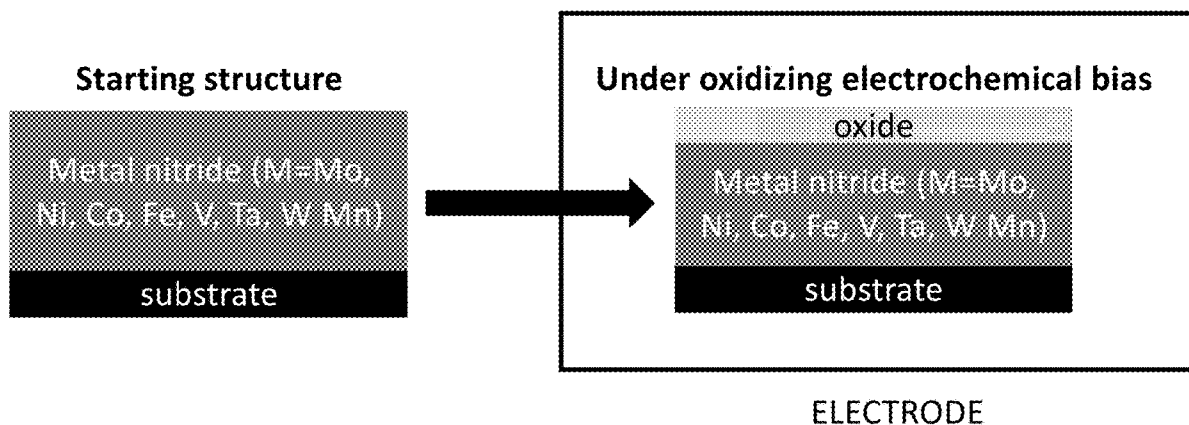 Starting structure
Metal nitride (M=Mo,
Ni, Co, Fe, V, Ta, W Mn)
substrate
Under oxidizing electrochemical bias
oxide
Metal nitride (M=Mo,
Ni, Co, Fe, V, Ta, W Mn)
substrate
ELECTRODE